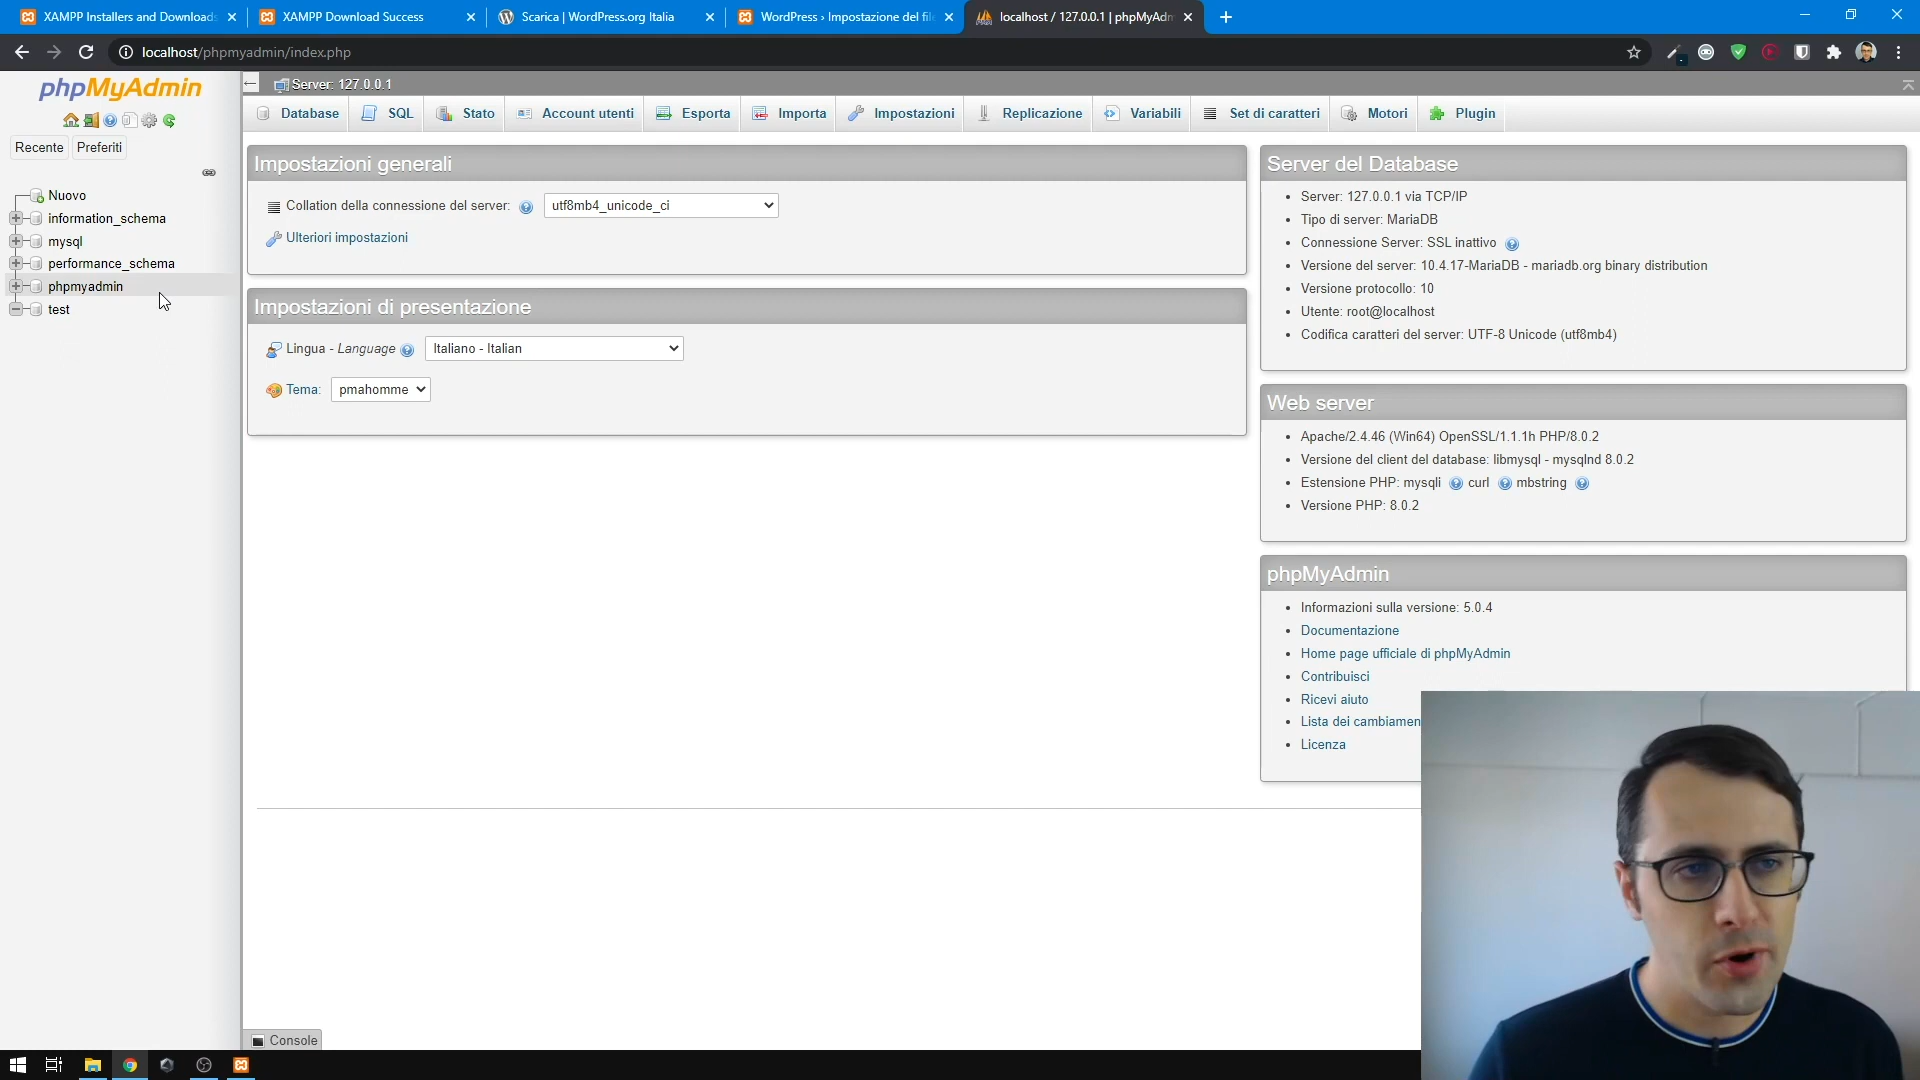 XAMPP Installers and Downloads
XAMPP Download Success
Scarica | WordPress.org Italia
WordPress › Impostazione del file
localhost / 127.0.0.1 | phpMyAdm
localhost/phpmyadmin/index.php
phpMyAdmin
Recente
Preferiti
Nuovo
information_schema
mysql
performance_schema
phpmyadmin
test
Server: 127.0.0.1
Database
SQL
Stato
Account utenti
Esporta
Importa
Impostazioni
Replicazione
Variabili
Set di caratteri
Motori
Plugin
Impostazioni generali
Collation della connessione del server:
utf8mb4_unicode_ci
Ulteriori impostazioni
Impostazioni di presentazione
Lingua - Language
Italiano - Italian
Tema:
pmahomme
Server del Database
Server: 127.0.0.1 via TCP/IP
Tipo di server: MariaDB
Connessione Server: SSL inattivo
Versione del server: 10.4.17-MariaDB - mariadb.org binary distribution
Versione protocollo: 10
Utente: root@localhost
Codifica caratteri del server: UTF-8 Unicode (utf8mb4)
Web server
Apache/2.4.46 (Win64) OpenSSL/1.1.1h PHP/8.0.2
Versione del client del database: libmysql - mysqlnd 8.0.2
Estensione PHP: mysqli curl mbstring
Versione PHP: 8.0.2
phpMyAdmin
Informazioni sulla versione: 5.0.4
Documentazione
Home page ufficiale di phpMyAdmin
Contribuisci
Ricevi aiuto
Lista dei cambiamen
Licenza
Console